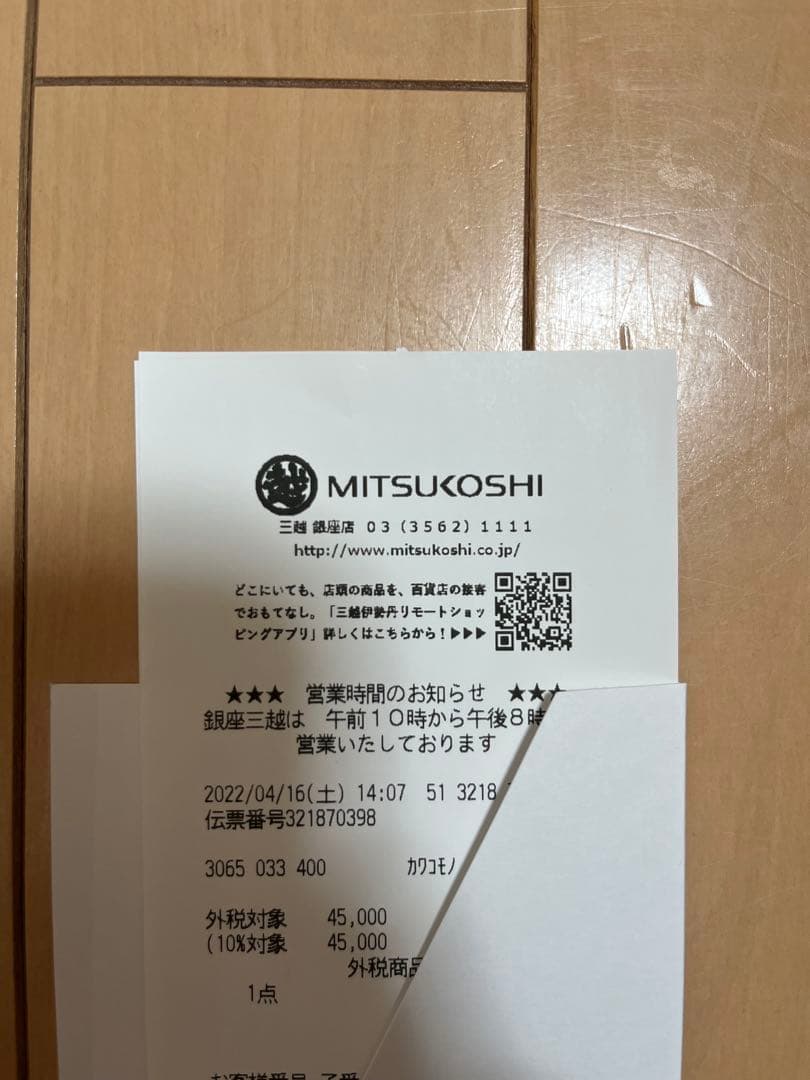 越 MITSUKOSHI
三越 銀座店 03(3562)1111
http://www.mitsukoshi.co.jp/
どこにいても、店頭の商品を、百貨店の接客
でおもてなし。「三越伊勢丹リモートショッ
ピングアプリ」詳しくはこちらから!▶▶▶
★★★ 営業時間のお知らせ ★★★
銀座三越は 午前10時から午後8時
営業いたしております
2022/04/16(土) 14:07 51 3218
伝票番号321870398
3065 033 400 カワコモノ
外税対象 45,000
(10%対象 45,000
外税商品
1点